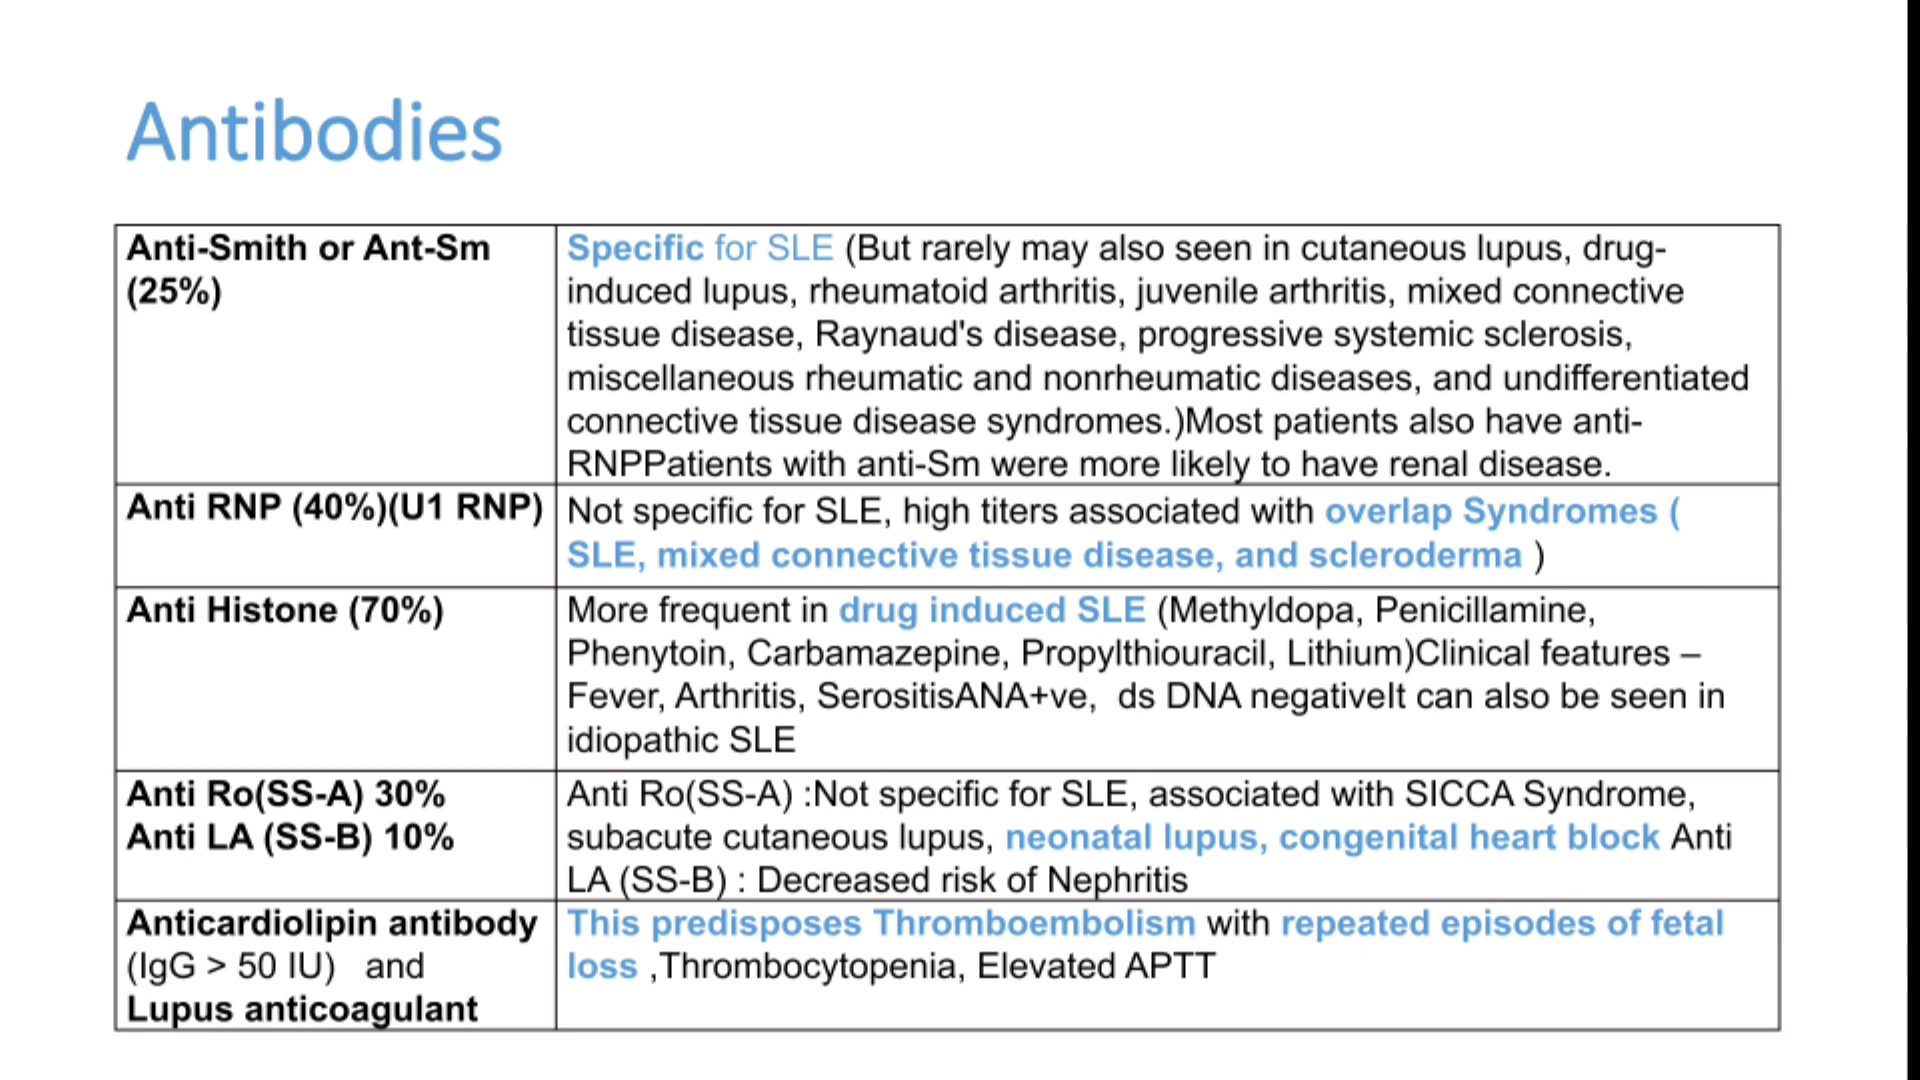 Antibodies
Anti-Smith or Ant-Sm
(25%)
Specific for SLE (But rarely may also seen in cutaneous lupus, drug-
induced lupus, rheumatoid arthritis, juvenile arthritis, mixed connective
tissue disease, Raynaud's disease, progressive systemic sclerosis,
miscellaneous rheumatic and nonrheumatic diseases, and undifferentiated
connective tissue disease syndromes.)Most patients also have anti-
RNPPatients with anti-Sm were more likely to have renal disease.
Anti RNP (40%)(U1 RNP)
Not specific for SLE, high titers associated with overlap Syndromes (
SLE, mixed connective tissue disease, and scleroderma )
Anti Histone (70%)
More frequent in drug induced SLE (Methyldopa, Penicillamine,
Phenytoin, Carbamazepine, Propylthiouracil, Lithium)Clinical features –
Fever, Arthritis, SerositisANA+ve,  ds DNA negativeIt can also be seen in
idiopathic SLE
Anti Ro(SS-A) 30%
Anti LA (SS-B) 10%
Anti Ro(SS-A) :Not specific for SLE, associated with SICCA Syndrome,
subacute cutaneous lupus, neonatal lupus, congenital heart block Anti
LA (SS-B) : Decreased risk of Nephritis
Anticardiolipin antibody
(IgG > 50 IU)   and
Lupus anticoagulant
This predisposes Thromboembolism with repeated episodes of fetal
loss ,Thrombocytopenia, Elevated APTT